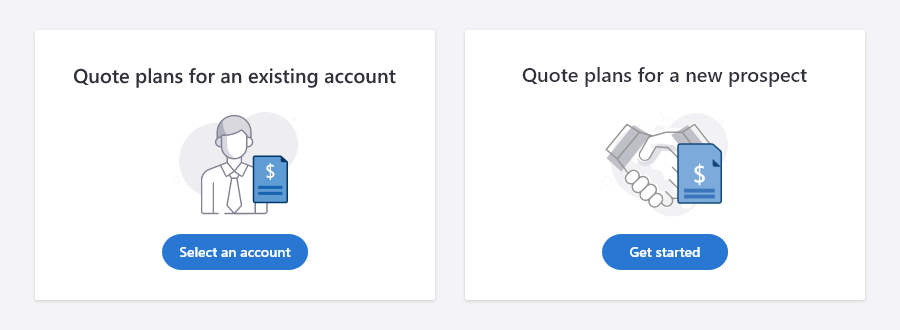 Quote plans for an existing account
$
Select an account
Quote plans for a new prospect
$
Get started